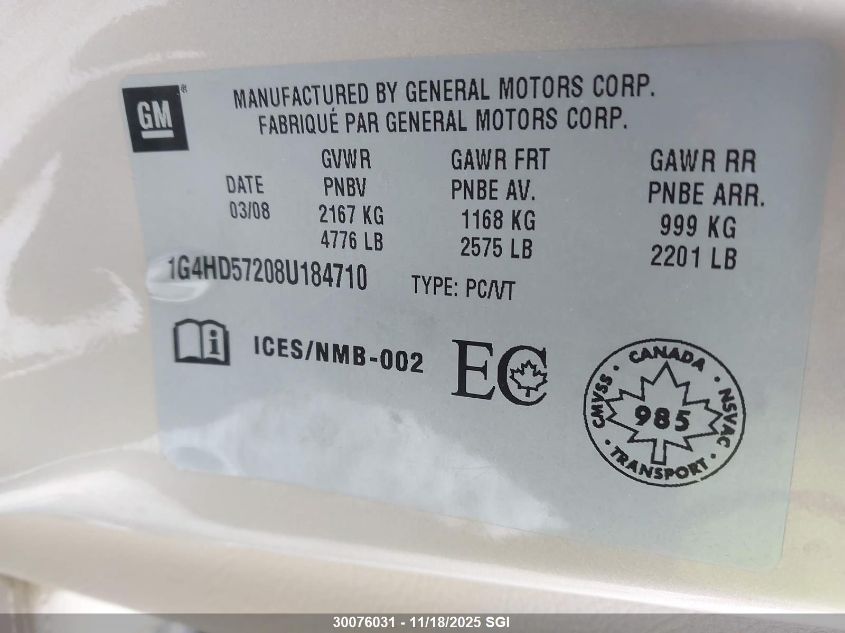 GM ®
MANUFACTURED BY GENERAL MOTORS CORP.
FABRIQUÉ PAR GENERAL MOTORS CORP.
GVWR GAWR FRT GAWR RR
DATE PNBV PNBE AV. PNBE ARR.
03/08 2167 KG 1168 KG 999 KG
4776 LB 2575 LB 2201 LB
1G4HD57208U184710 TYPE: PC/VT
ICES/NMB-002 EC
CANADA
CMVSS • 985 • NSVAC
• TRANSPORT •
30076031 - 11/18/2025 SGI